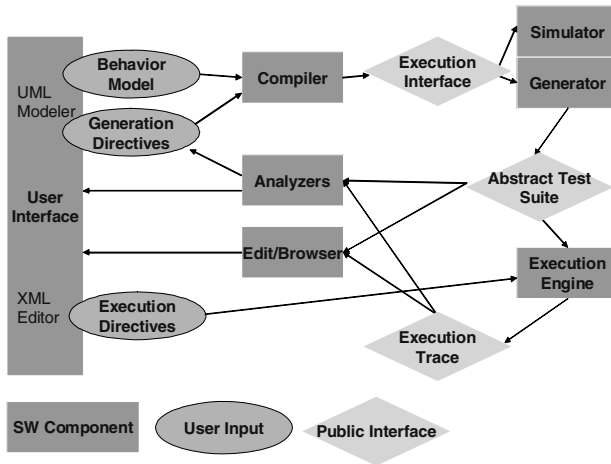 Behavior
Model
UML
Modeler
Generation
Directives
Compiler
Execution
Interface
Simulator
Generator
User
Interface
Analyzers
Abstract Test
Suite
Edit/Browser
Execution
Engine
XML
Editor
Execution
Directives
Execution
Trace
SW Component
User Input
Public Interface